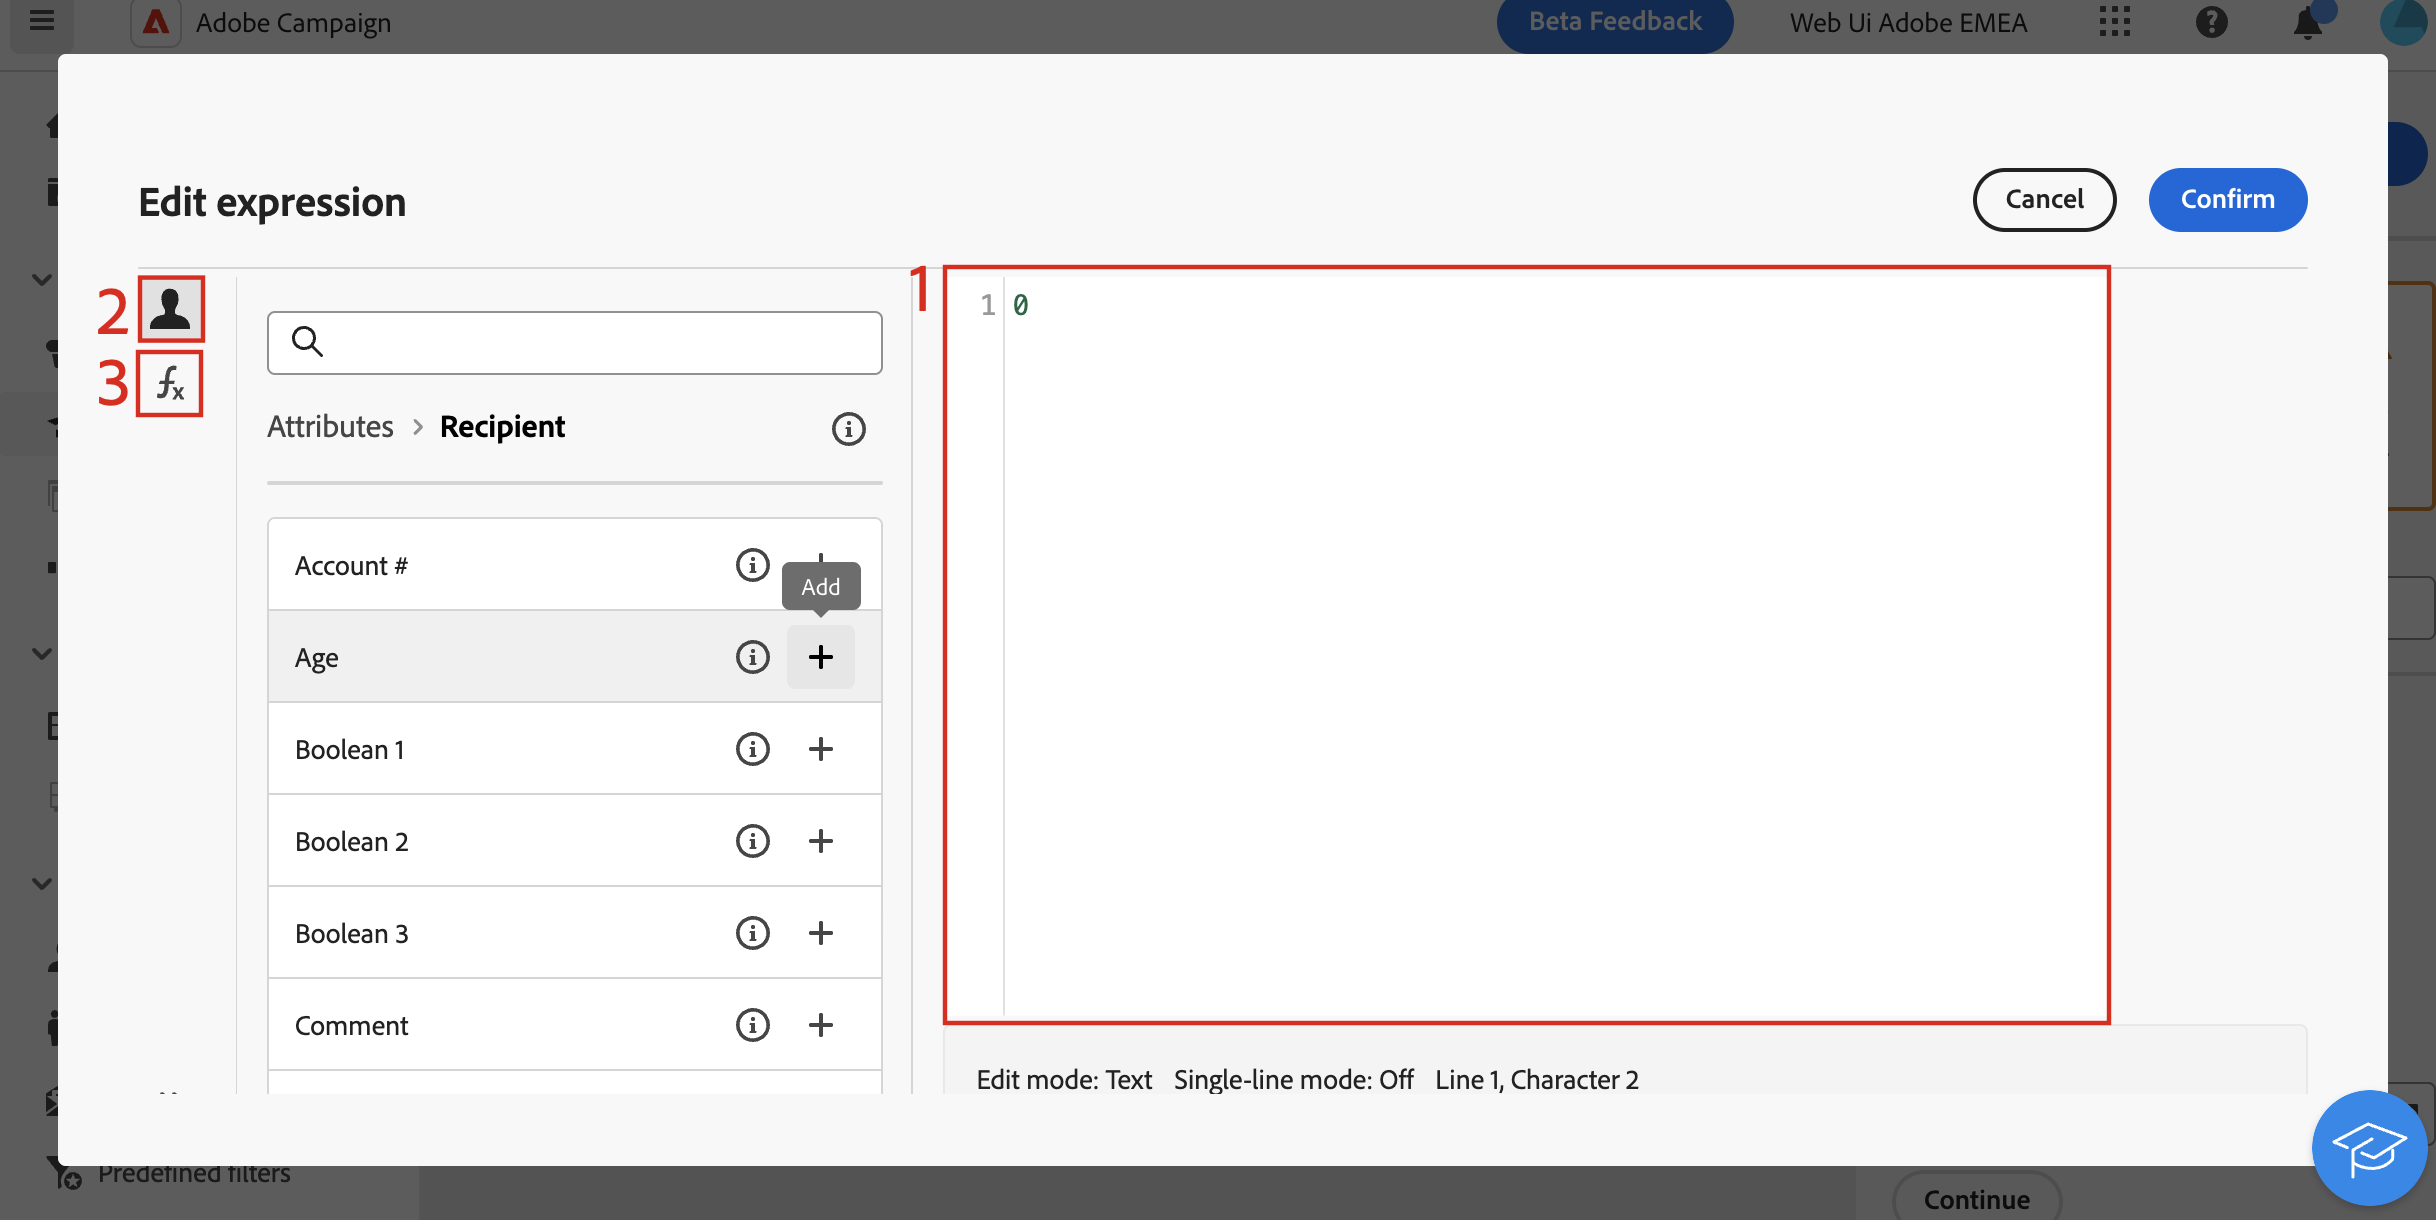 Adobe Campaign
Beta Feedback
Web Ui Adobe EMEA
Edit expression
Cancel
Confirm
1
2
3
fx
1 0
Attributes > Recipient
Account #
Add
Age
Boolean 1
Boolean 2
Boolean 3
Comment
Edit mode: Text Single-line mode: Off Line 1, Character 2
Predefined filters
Continue